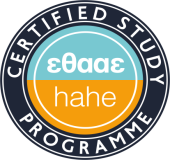 CERTIFIED STUDY
εθααε
hahe
PROGRAMME